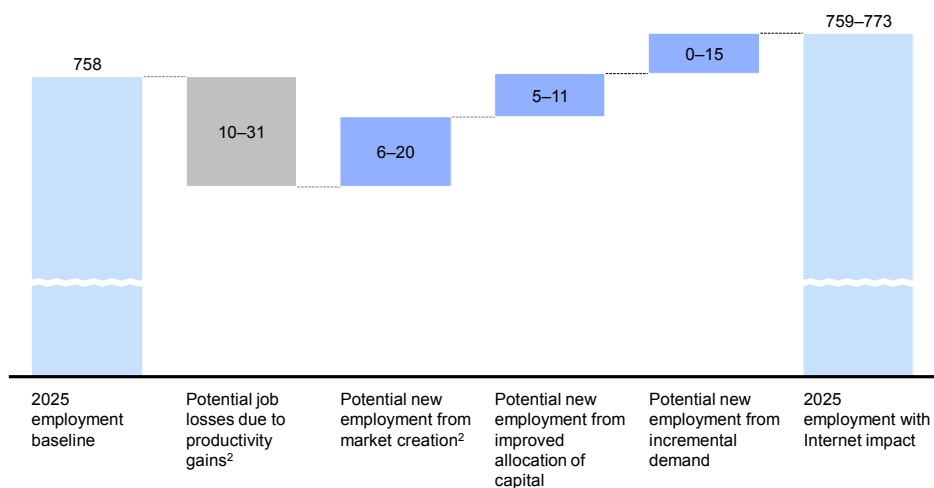 759–773
758
0–15
5–11
10–31
6–20
2025
employment
baseline
Potential job
losses due to
productivity
gains²
Potential new
employment from
market creation²
Potential new
employment from
improved
allocation of
capital
Potential new
employment from
incremental
demand
2025
employment with
Internet impact